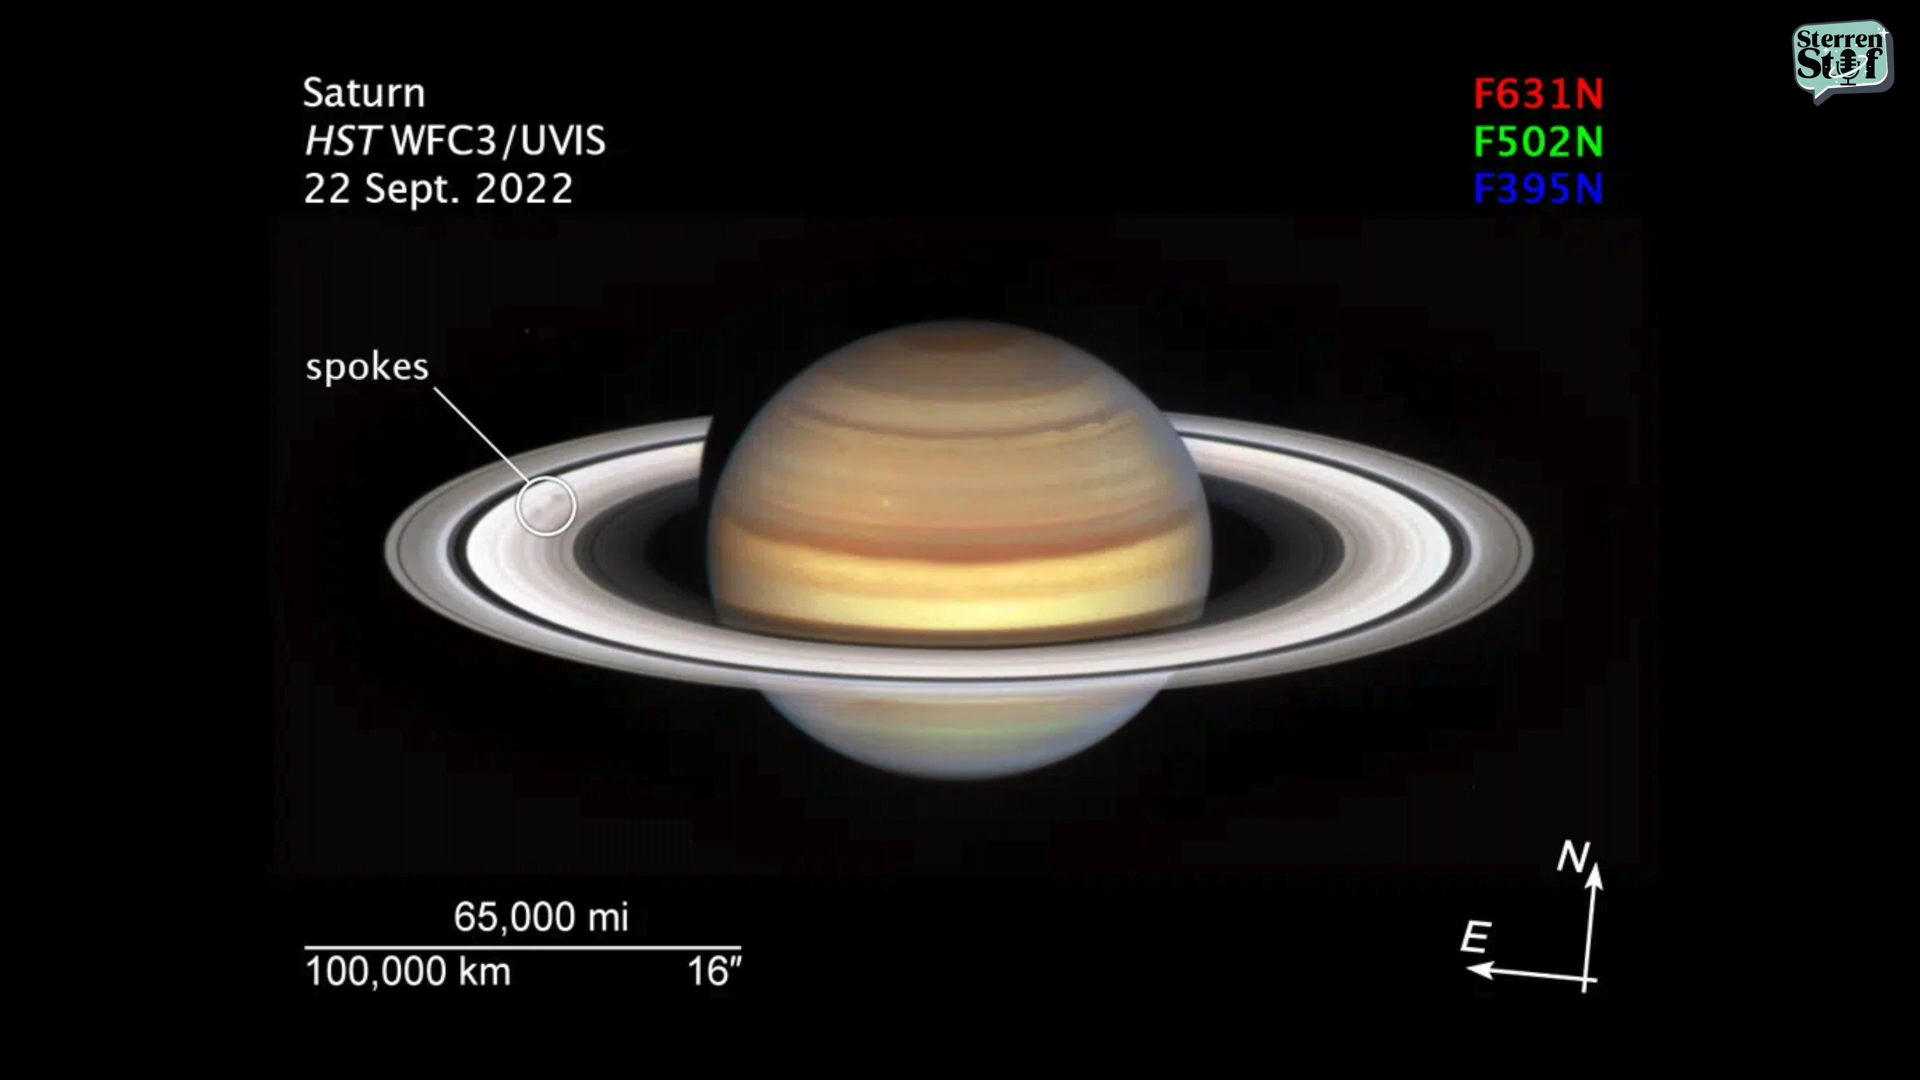 Saturn
HST WFC3/UVIS
22 Sept. 2022
F631N
F502N
F395N
Sterren
Stof
spokes
65,000 mi
100,000 km 16″
N
E